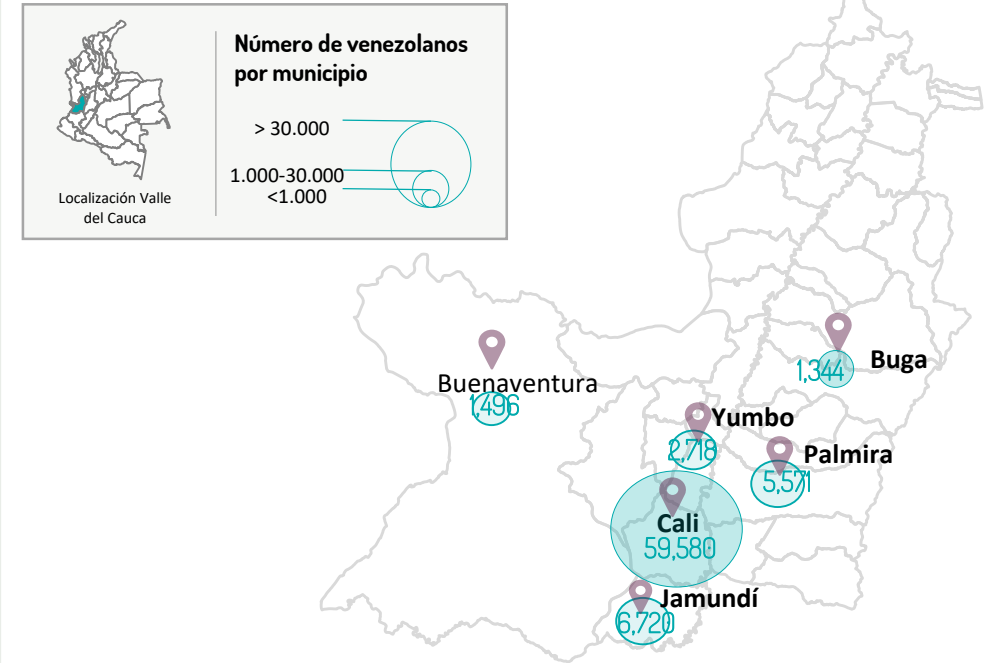 Número de venezolanos
por municipio
> 30.000
1.000-30.000
<1.000
Localización Valle
del Cauca
Buenaventura
1,496
Buga
1,344
Yumbo
2,718
Palmira
5,571
Cali
59,580
Jamundí
6,720